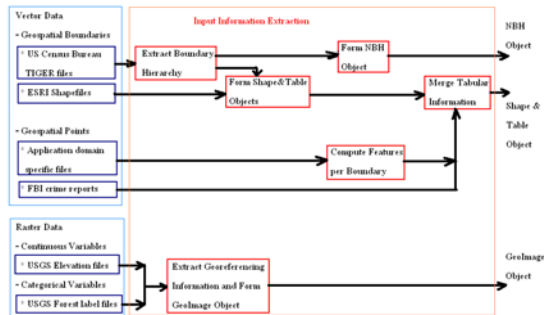 Vector Data
- Geospatial Boundaries
* US Census Bureau
TIGER files
* ESRI Shapefiles
- Geospatial Points
* Application domain
specific files
* FBI crime reports
Raster Data
- Continuous Variables
* USGS Elevation files
- Categorical Variables
* USGS Forest label files
Input Information Extraction
Extract Boundary
Hierarchy
Form NBH
Object
Form Shape&Table
Objects
Merge Tabular
Information
Compute Features
per Boundary
Extract Georeferencing
Information and Form
GeoImage Object
NBH
Object
Shape &
Table
Object
GeoImage
Object